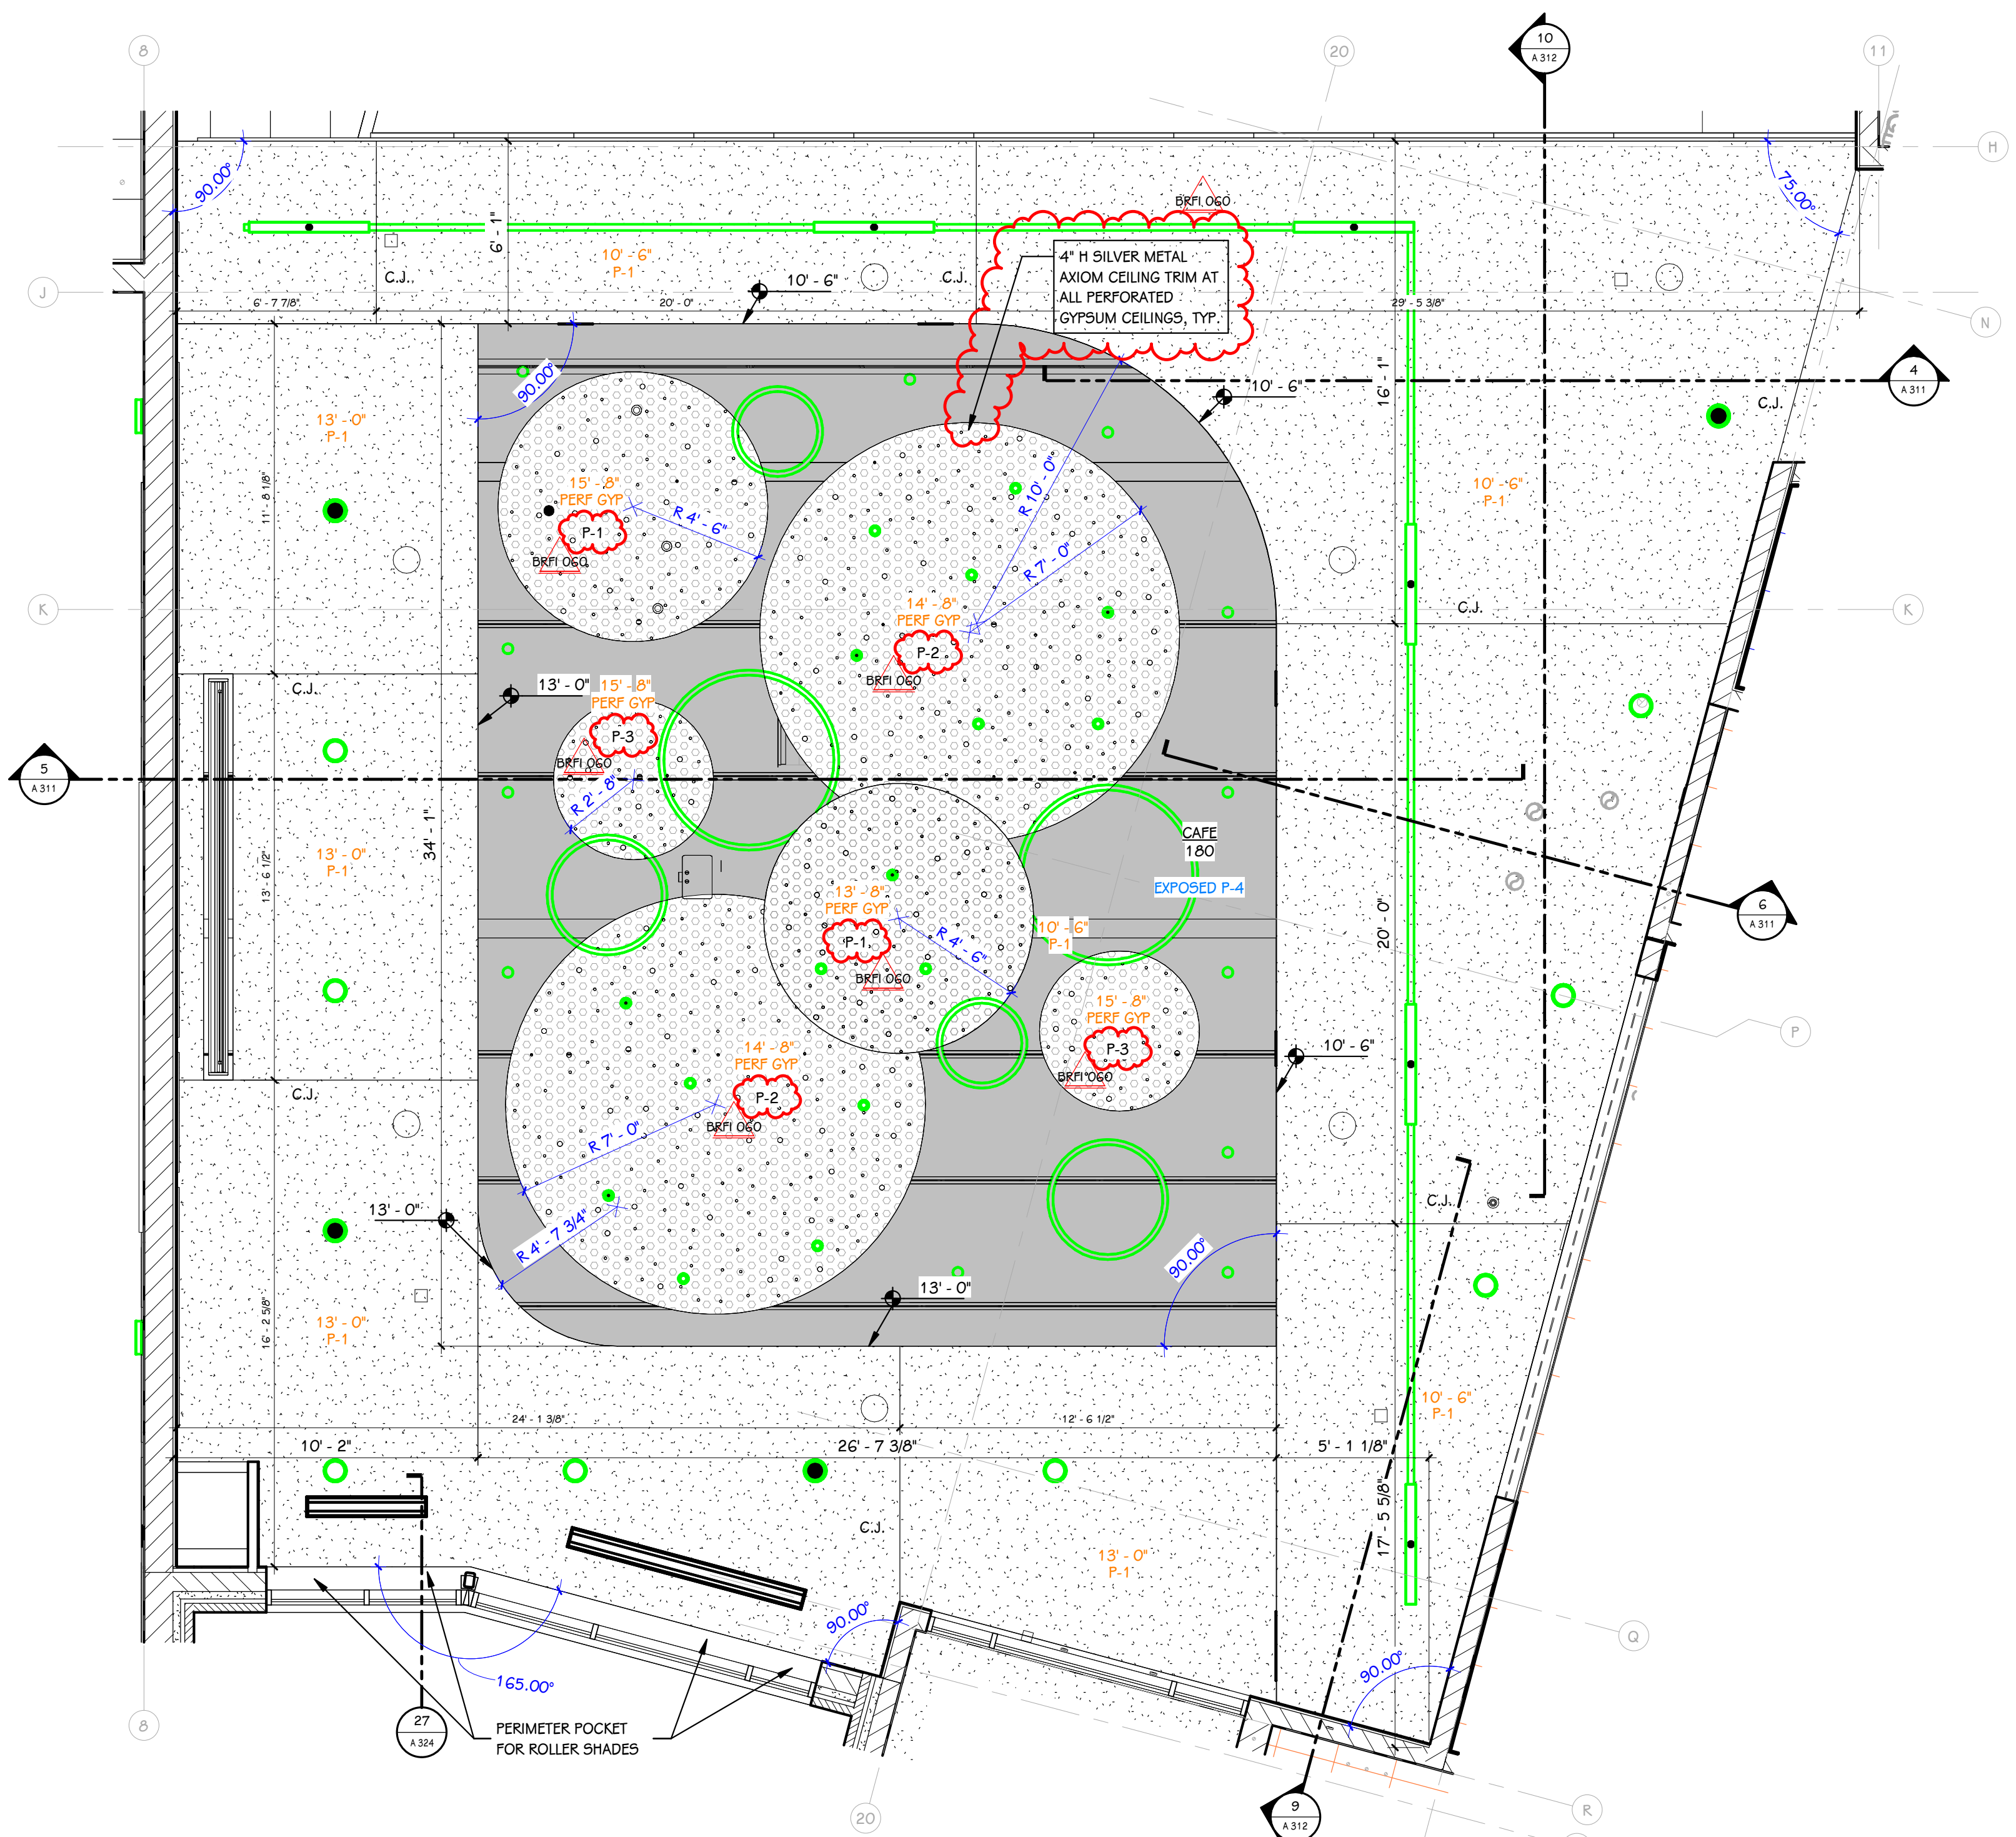 8
20
10
A 312
11
H
90.00°
75.00°
BRFI 060
6' - 1"
10' - 6"
P-1
C.J.
10' - 6"
C.J.
4" H SILVER METAL
AXIOM CEILING TRIM AT
ALL PERFORATED
GYPSUM CEILINGS, TYP.
J
6' - 7 7/8"
20' - 0"
29' - 5 3/8"
N
90.00°
10' - 6"
16' - 1"
4
A 311
C.J.
13' - 0"
P-1
11' - 8 1/8"
15' - 8"
PERF GYP
P-1
BRFI 060
R 4' - 6"
R 10' - 0"
R 7' - 0"
10' - 6"
P-1
K
14' - 8"
PERF GYP
P-2
BRFI 060
C.J.
K
C.J.
13' - 0"
15' - 8"
PERF GYP
P-3
BRFI 060
R 2' - 8"
5
A 311
34' - 1"
CAFE
180
EXPOSED P-4
13' - 0"
P-1
13' - 6 1/2"
13' - 8"
PERF GYP
P-1
BRFI 060
R 4' - 6"
10' - 6"
P-1
20' - 0"
6
A 311
15' - 8"
PERF GYP
P-3
BRFI 060
P
14' - 8"
PERF GYP
P-2
BRFI 060
10' - 6"
C.J.
R 7' - 0"
R 4' - 7 3/4"
13' - 0"
90.00°
C.J.
13' - 0"
13' - 0"
P-1
16' - 2 5/8"
10' - 6"
P-1
24' - 1 3/8"
12' - 6 1/2"
10' - 2"
26' - 7 3/8"
5' - 1 1/8"
17' - 5 5/8"
C.J.
13' - 0"
P-1
90.00°
90.00°
Q
165.00°
8
27
A 324
PERIMETER POCKET
FOR ROLLER SHADES
20
9
A 312
R